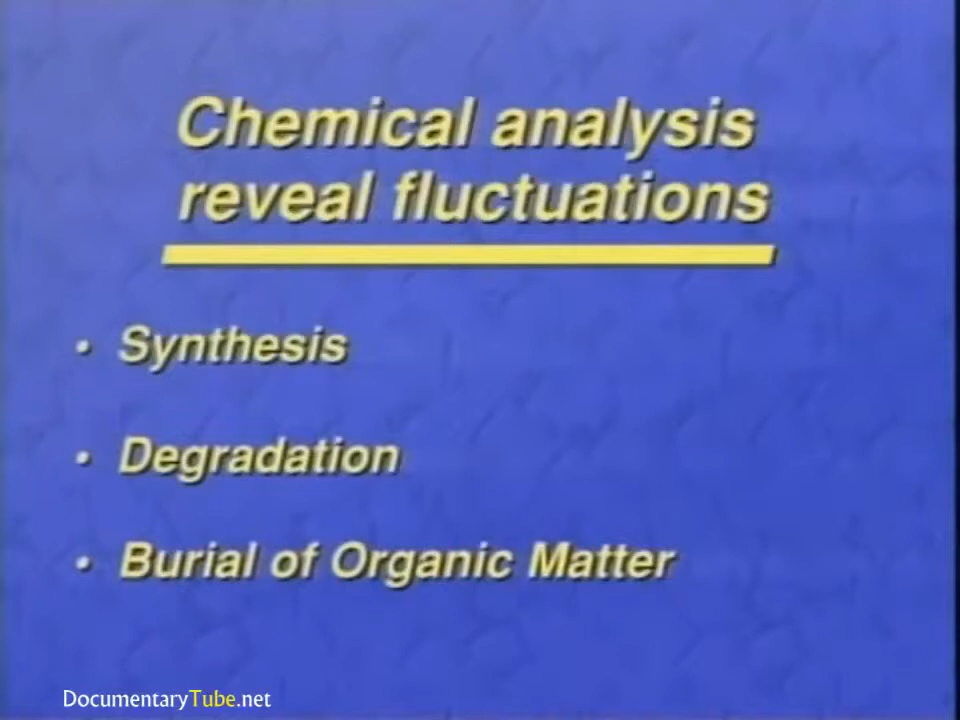 Chemical analysis
reveal fluctuations
• Synthesis
• Degradation
• Burial of Organic Matter
DocumentaryTube.net